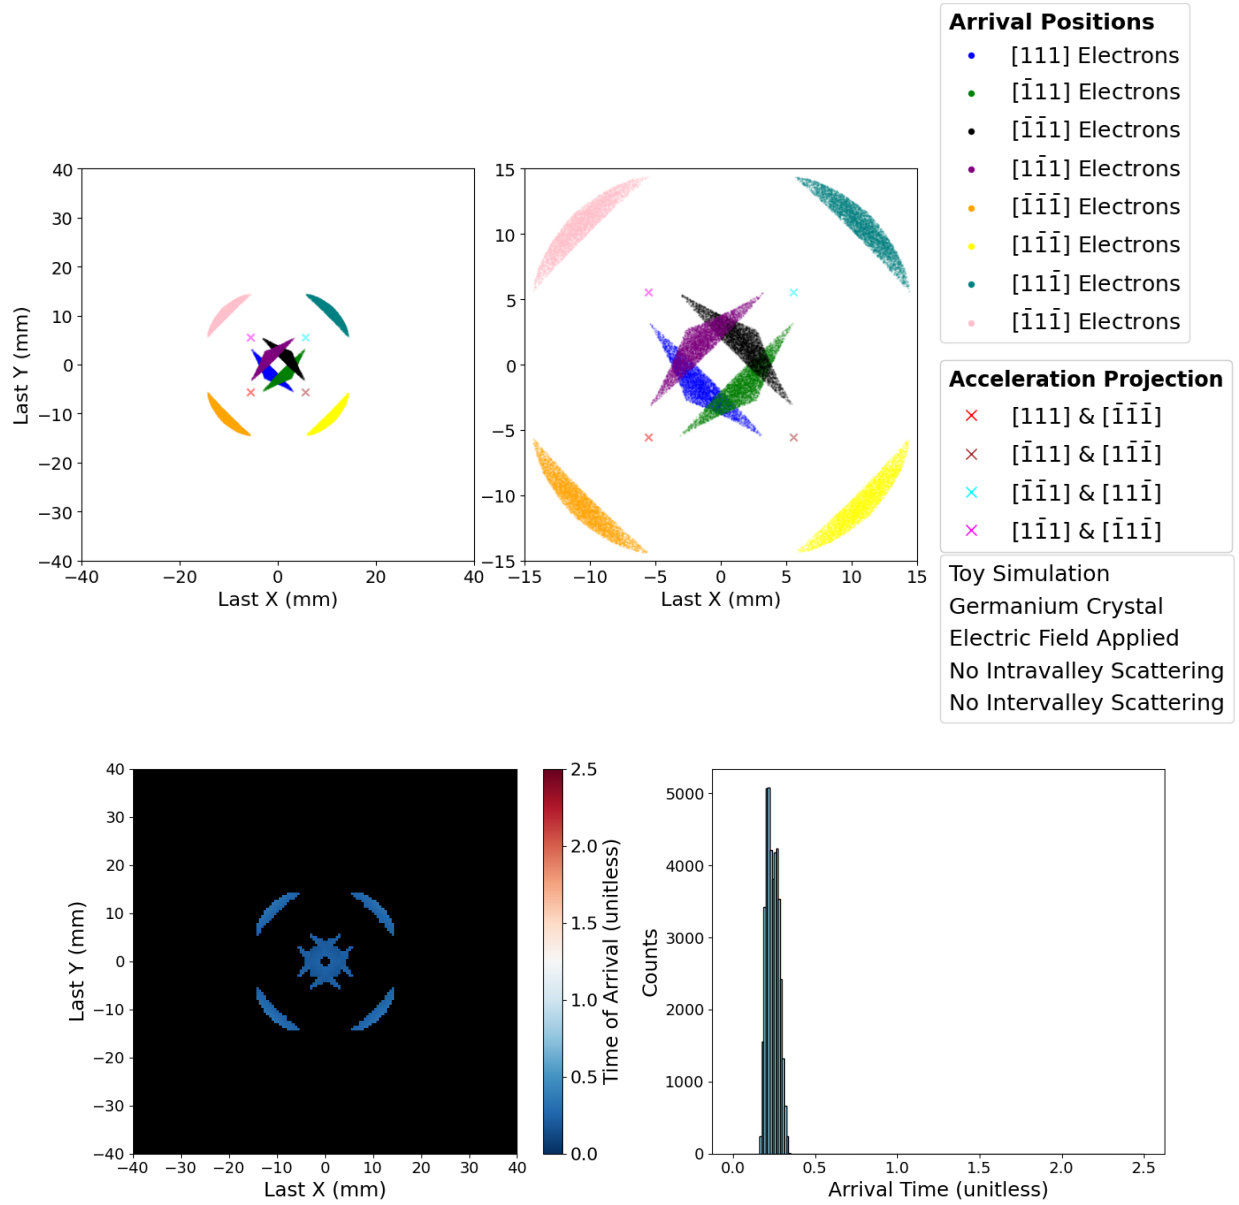 Arrival Positions
[111] Electrons
[1̄11] Electrons
[1̄1̄1] Electrons
[11̄1] Electrons
[1̄1̄1̄] Electrons
[11̄1̄] Electrons
[111̄] Electrons
[1̄11̄] Electrons
Acceleration Projection
[111] & [1̄1̄1̄]
[1̄11] & [11̄1̄]
[1̄1̄1] & [111̄]
[11̄1] & [1̄11̄]
Toy Simulation
Germanium Crystal
Electric Field Applied
No Intravalley Scattering
No Intervalley Scattering
40
30
20
10
0
−10
−20
−30
−40
Last Y (mm)
−40 −20 0 20 40
Last X (mm)
15
10
5
0
−5
−10
−15
−15 −10 −5 0 5 10 15
Last X (mm)
40
30
20
10
0
−10
−20
−30
−40
Last Y (mm)
−40 −30 −20 −10 0 10 20 30 40
Last X (mm)
2.5
2.0
1.5
1.0
0.5
0.0
Time of Arrival (unitless)
5000
4000
3000
2000
1000
0
Counts
0.0 0.5 1.0 1.5 2.0 2.5
Arrival Time (unitless)